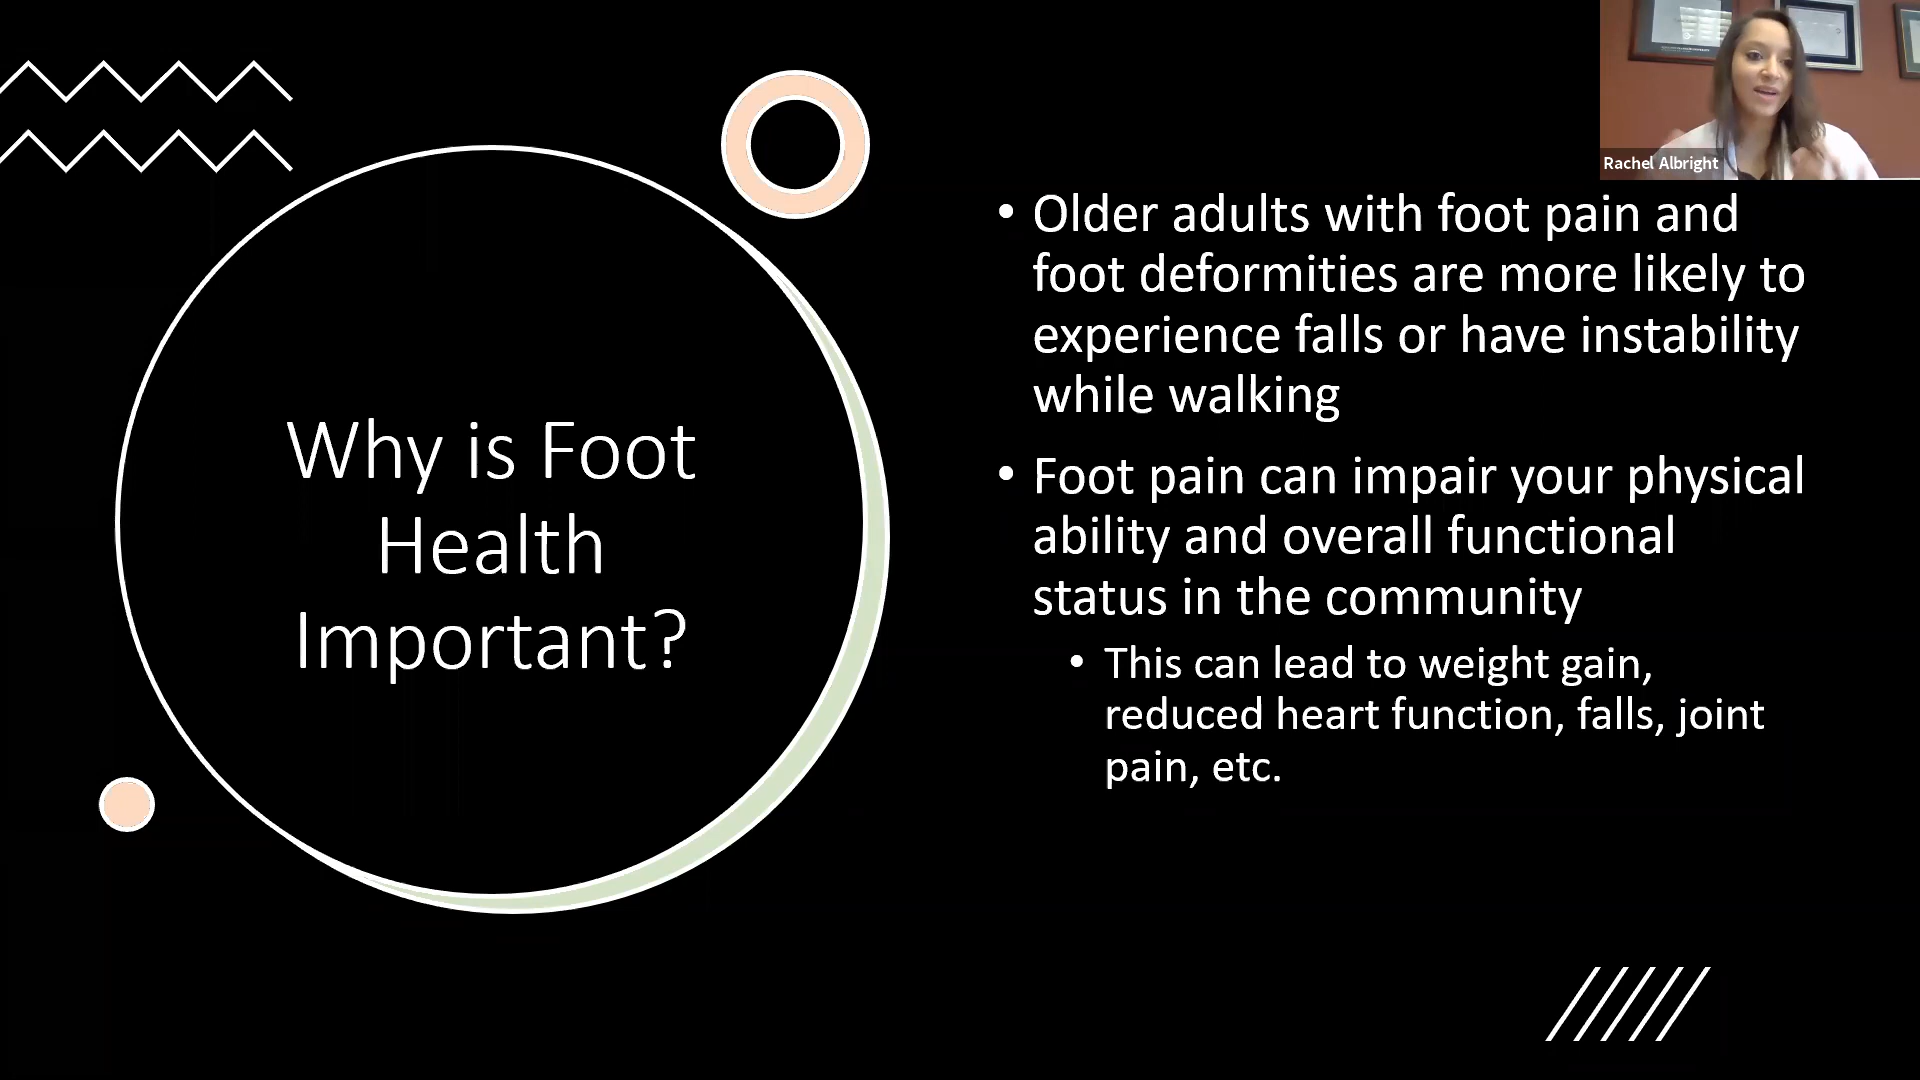 Rachel Albright
Why is Foot
Health
Important?
• Older adults with foot pain and
foot deformities are more likely to
experience falls or have instability
while walking
• Foot pain can impair your physical
ability and overall functional
status in the community
• This can lead to weight gain,
reduced heart function, falls, joint
pain, etc.